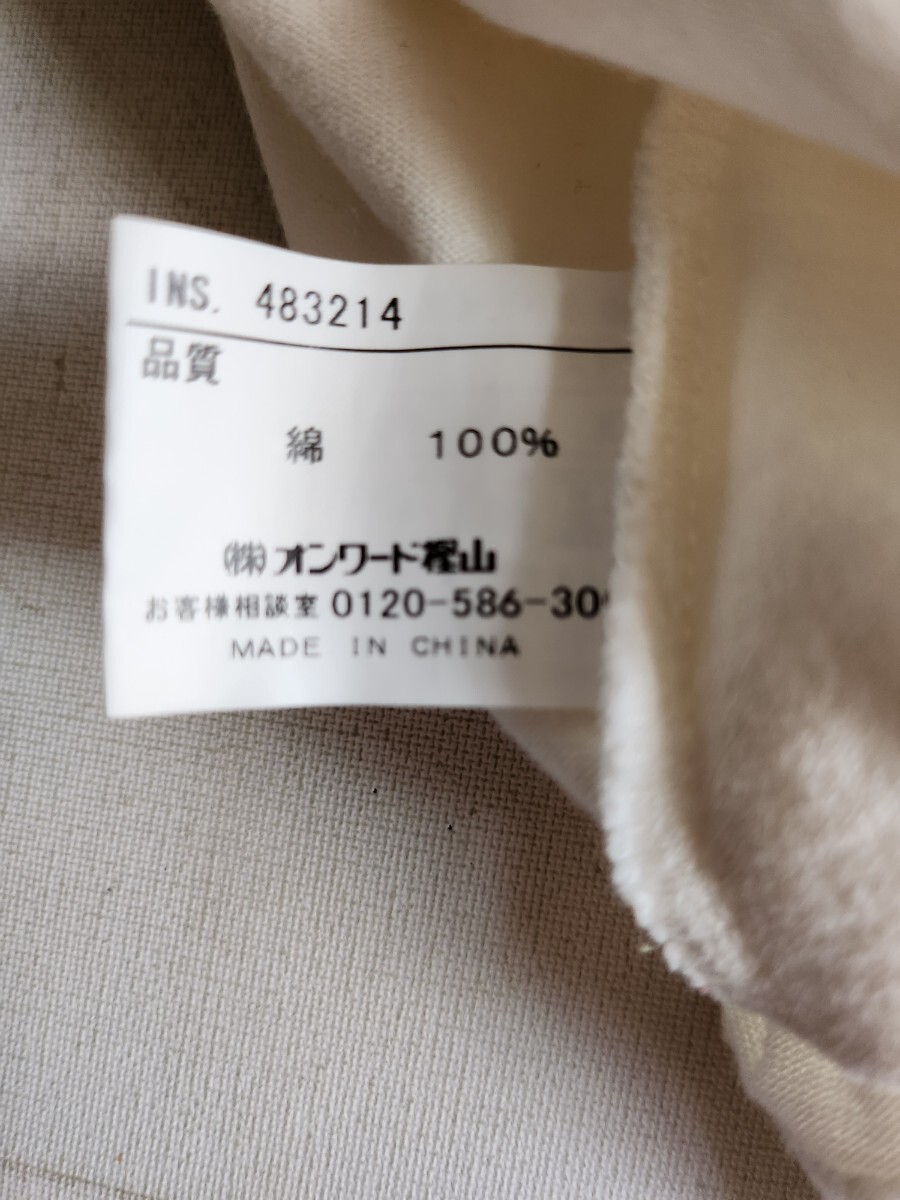 INS. 483214
品質
綿 100%
(株)オンワード樫山
お客様相談室 0120-586-30
MADE IN CHINA